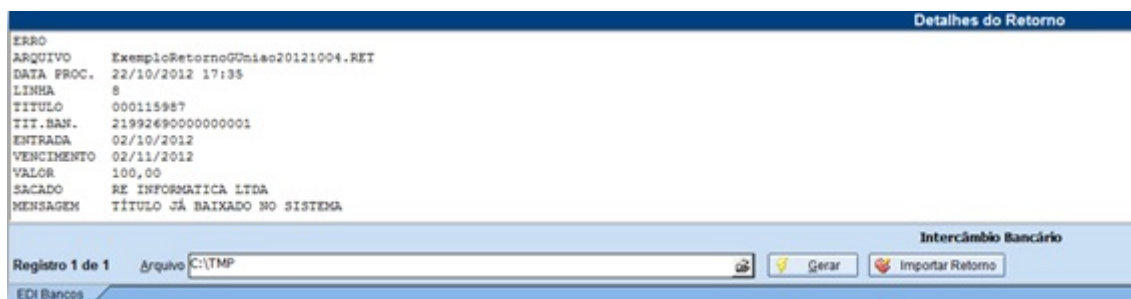 Detalhes do Retorno
ERRO
ARQUIVO ExemploRetornoGUniao20121004.RET
DATA PROC. 22/10/2012 17:35
LINHA 8
TITULO 000115987
TIT.BAN. 21992690000000001
ENTRADA 02/10/2012
VENCIMENTO 02/11/2012
VALOR 100,00
SACADO RE INFORMATICA LTDA
MENSAGEM TÍTULO JÁ BAIXADO NO SISTEMA
Intercâmbio Bancário
Registro 1 de 1 Arquivo C:\TMP Gerar Importar Retorno
EDI Bancos